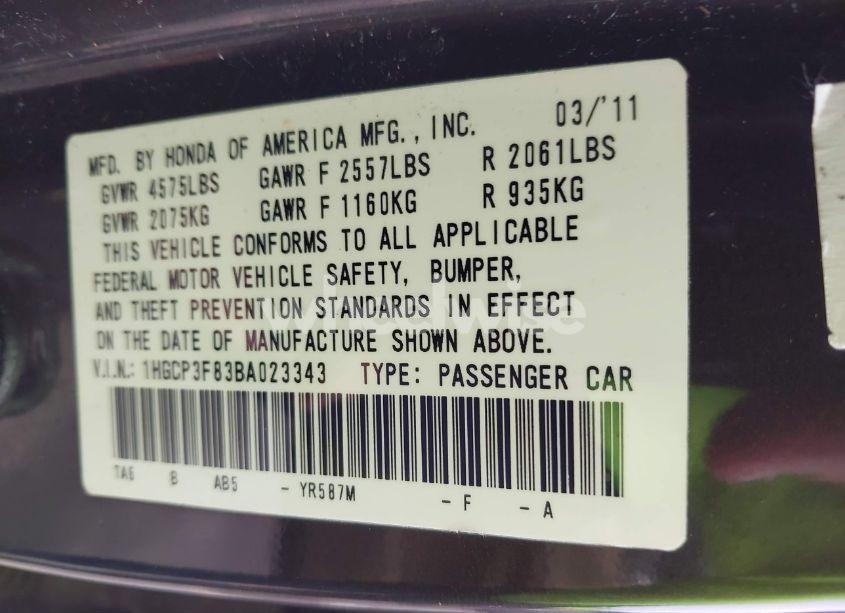 MFD. BY HONDA OF AMERICA MFG., INC. 03/'11
GVWR 4575LBS GAWR F 2557LBS R 2061LBS
GVWR 2075KG GAWR F 1160KG R 935KG
THIS VEHICLE CONFORMS TO ALL APPLICABLE
FEDERAL MOTOR VEHICLE SAFETY, BUMPER,
AND THEFT PREVENTION STANDARDS IN EFFECT
ON THE DATE OF MANUFACTURE SHOWN ABOVE.
V.I.N.: 1HGCP3F83BA023343 TYPE: PASSENGER CAR
TA6 B AB5 - YR587M - F - A